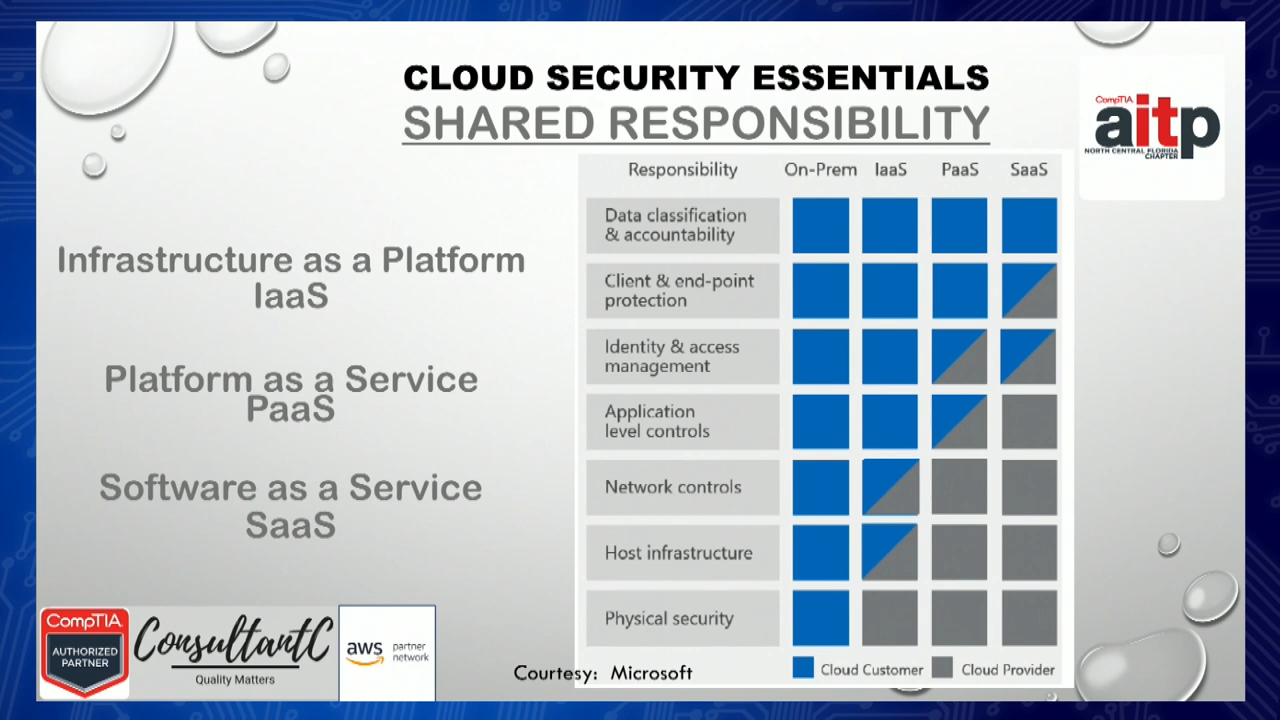 CLOUD SECURITY ESSENTIALS
SHARED RESPONSIBILITY
CompTIA
aitp
NORTH CENTRAL FLORIDA
CHAPTER
Infrastructure as a Platform
IaaS
Platform as a Service
PaaS
Software as a Service
SaaS
Responsibility On-Prem IaaS PaaS SaaS
Data classification
& accountability
Client & end-point
protection
Identity & access
management
Application
level controls
Network controls
Host infrastructure
Physical security
Cloud Customer Cloud Provider
Courtesy: Microsoft
CompTIA.
AUTHORIZED
PARTNER
ConsultantC
Quality Matters
aws partner
network